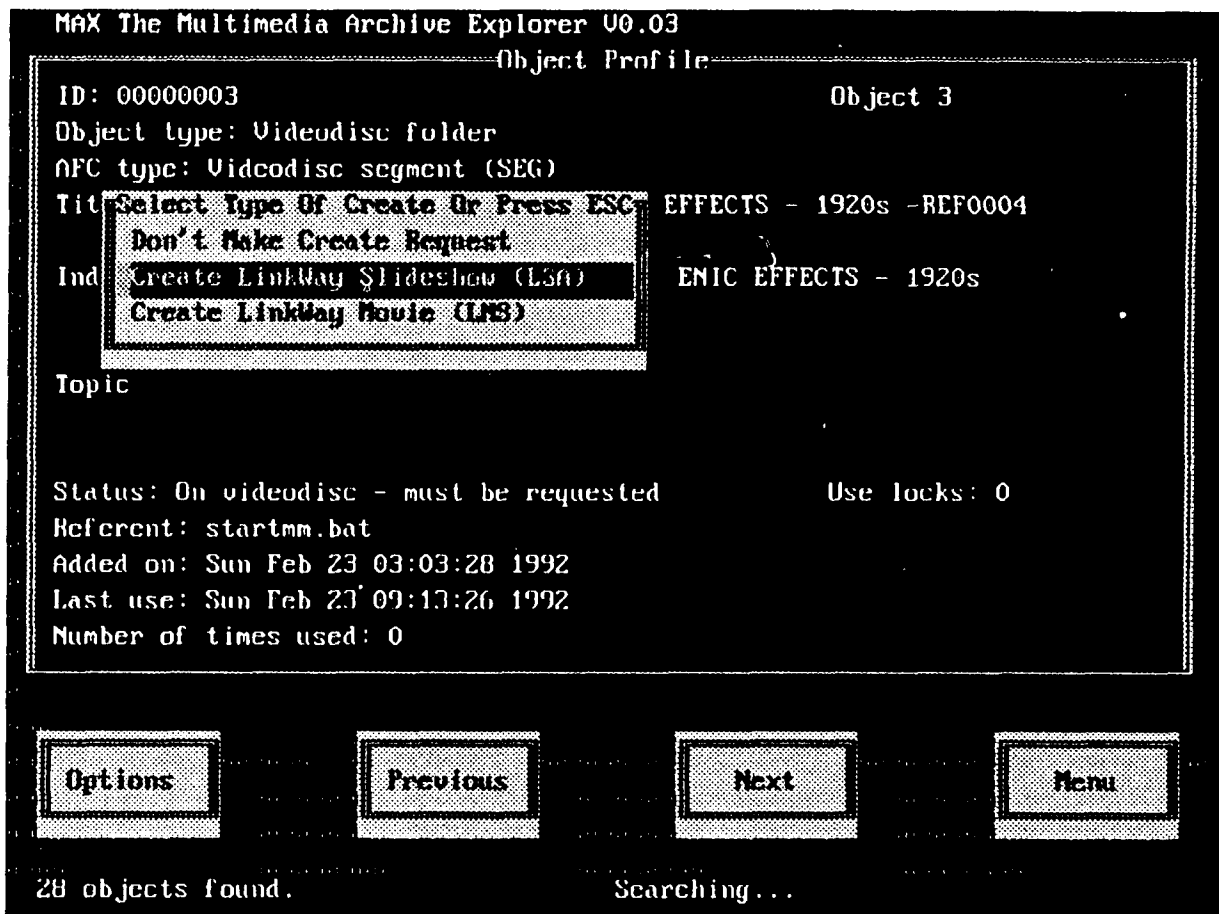 MAX The Multimedia Archive Explorer V0.03
Object Profile
ID: 00000003 Object 3
Object type: Videodisc folder
AFC type: Videodisc segment (SEG)
Tit Select Type Of Create Or Press ESC EFFECTS - 1920s -REF0004
Don't Make Create Request
Ind Create LinkWay Slideshow (LSA) ENIC EFFECTS - 1920s
Create LinkWay Movie (LMS)
Topic
Status: On videodisc - must be requested Use locks: 0
Referent: startmm.bat
Added on: Sun Feb 23 03:03:28 1992
Last use: Sun Feb 23 09:13:26 1992
Number of times used: 0
Options Previous Next Menu
28 objects found. Searching...